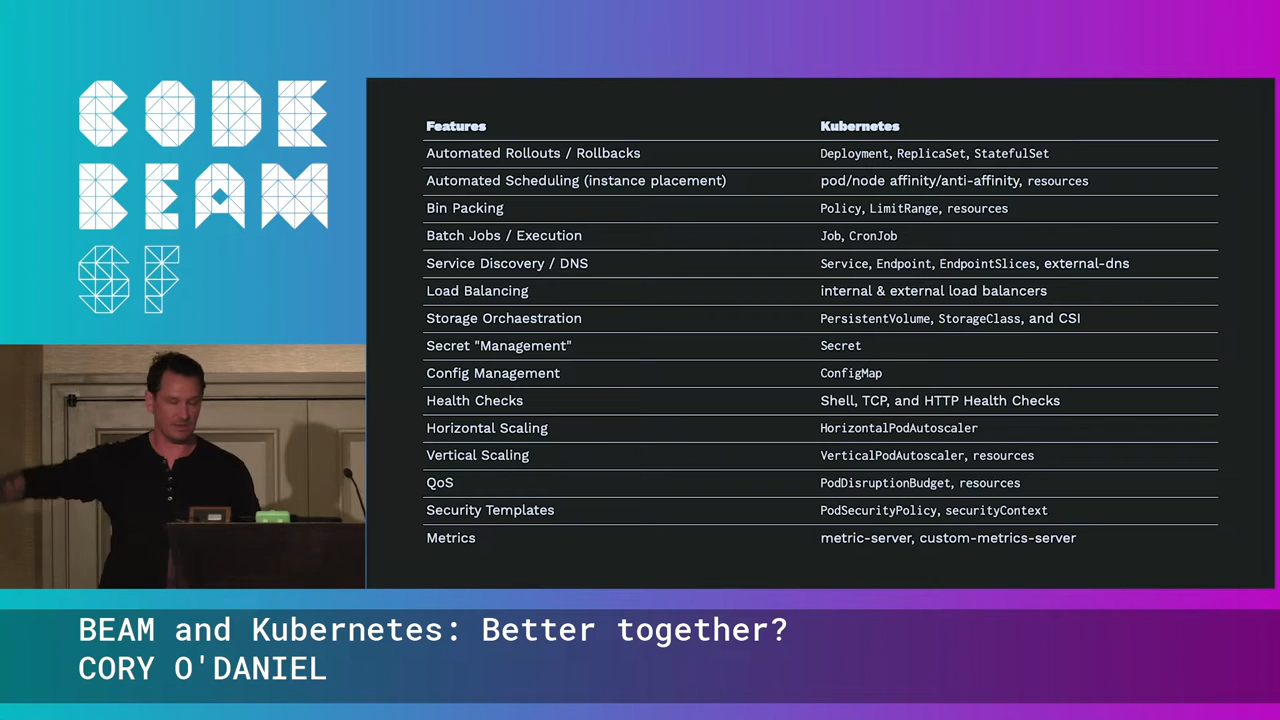 CODE
BEAM
SF
Features Kubernetes
Automated Rollouts / Rollbacks Deployment, ReplicaSet, StatefulSet
Automated Scheduling (instance placement) pod/node affinity/anti-affinity, resources
Bin Packing Policy, LimitRange, resources
Batch Jobs / Execution Job, CronJob
Service Discovery / DNS Service, Endpoint, EndpointSlices, external-dns
Load Balancing internal & external load balancers
Storage Orchaestration PersistentVolume, StorageClass, and CSI
Secret "Management" Secret
Config Management ConfigMap
Health Checks Shell, TCP, and HTTP Health Checks
Horizontal Scaling HorizontalPodAutoscaler
Vertical Scaling VerticalPodAutoscaler, resources
QoS PodDisruptionBudget, resources
Security Templates PodSecurityPolicy, securityContext
Metrics metric-server, custom-metrics-server
BEAM and Kubernetes: Better together?
CORY O'DANIEL